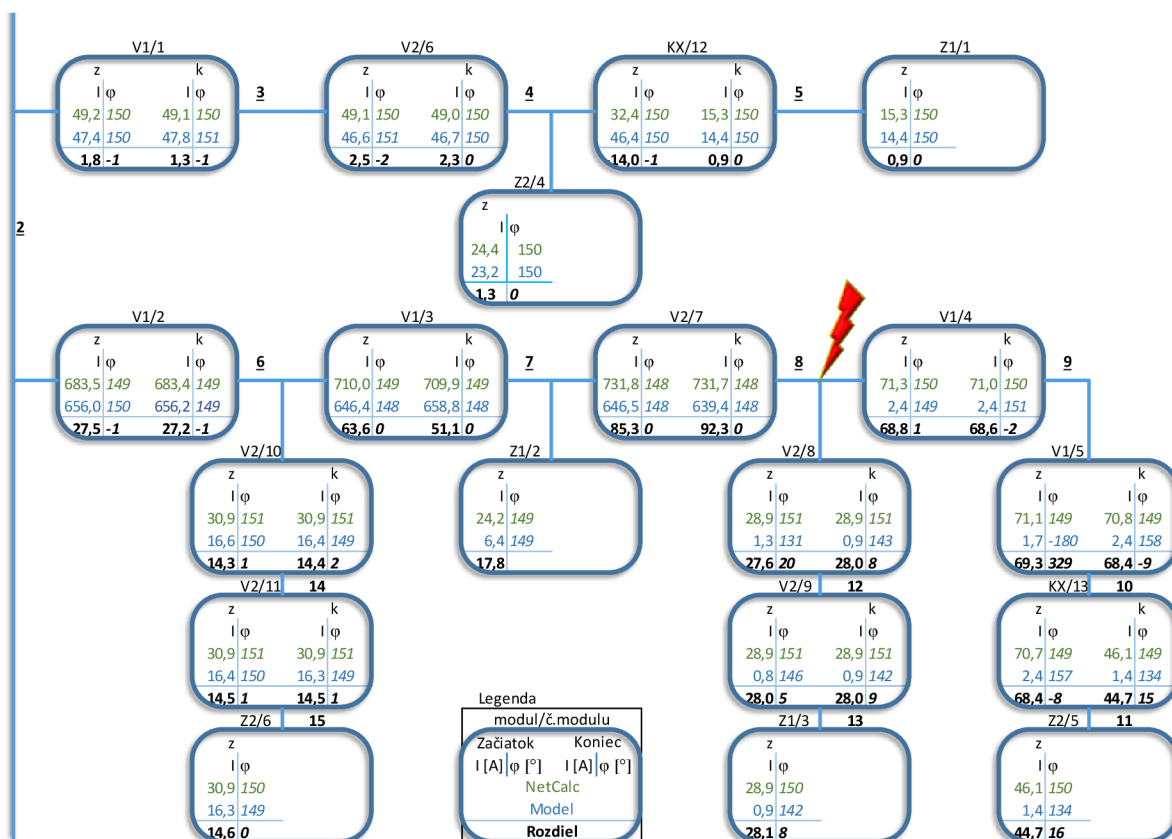 V1/1 V2/6 KX/12 Z1/1
z k z k z k z
I φ I φ I φ I φ I φ I φ I φ
49,2 150 49,1 150 3 49,1 150 49,0 150 4 32,4 150 15,3 150 5 15,3 150
47,4 150 47,8 151 46,6 151 46,7 150 46,4 150 14,4 150 14,4 150
1,8 -1 1,3 -1 2,5 -2 2,3 0 -14,0 -1 0,9 0 0,9 0
Z2/4
z
2
I φ
24,4 150
23,2 150
1,3 0
V1/2 V1/3 V2/7 V1/4
z k z k z k z k
I φ I φ 6 I φ I φ 7 I φ I φ 8 I φ I φ 9
683,5 149 683,4 149 710,0 149 709,9 149 731,8 148 731,7 148 71,3 150 71,0 150
656,0 150 656,2 149 646,4 148 658,8 148 646,5 148 639,4 148 2,4 149 2,4 151
27,5 -1 27,2 -1 63,6 0 51,1 0 85,3 0 92,3 0 68,8 1 68,6 -2
V2/10 Z1/2 V2/8 V1/5
z k z z k z k
I φ I φ I φ I φ I φ I φ I φ
30,9 151 30,9 151 24,2 149 28,9 151 28,9 151 71,1 149 70,8 149
16,6 150 16,4 149 6,4 149 1,3 131 0,9 143 1,7 -180 2,4 158
14,3 1 14,4 2 17,8 27,6 20 28,0 8 69,3 329 68,4 -9
V2/11 14 V2/9 12 KX/13 10
z k z k z k
I φ I φ I φ I φ I φ I φ
30,9 151 30,9 151 28,9 151 28,9 151 70,7 149 46,1 149
16,4 150 16,3 149 0,8 146 0,9 142 2,4 157 1,4 134
14,5 1 14,5 1 28,0 5 28,0 9 68,4 -8 44,7 15
Legenda
Z2/6 15 modul/č.modulu Z1/3 13 Z2/5 11
z Začiatok Koniec z z
I φ I [A] φ [°] I [A] φ [°] I φ I φ
30,9 150 NetCalc 28,9 150 46,1 150
16,3 149 Model 0,9 142 1,4 134
14,6 0 Rozdiel 28,1 8 44,7 16